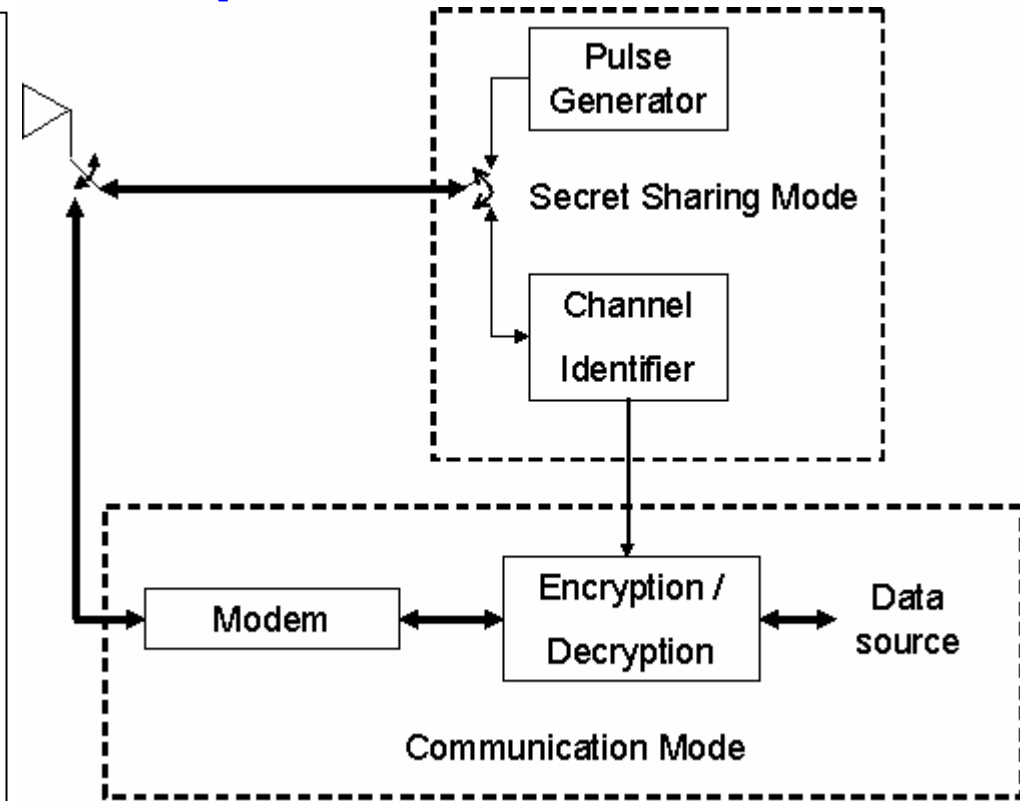 Pulse
Generator
Secret Sharing Mode
Channel
Identifier
Encryption /
Decryption
Modem
Data
source
Communication Mode